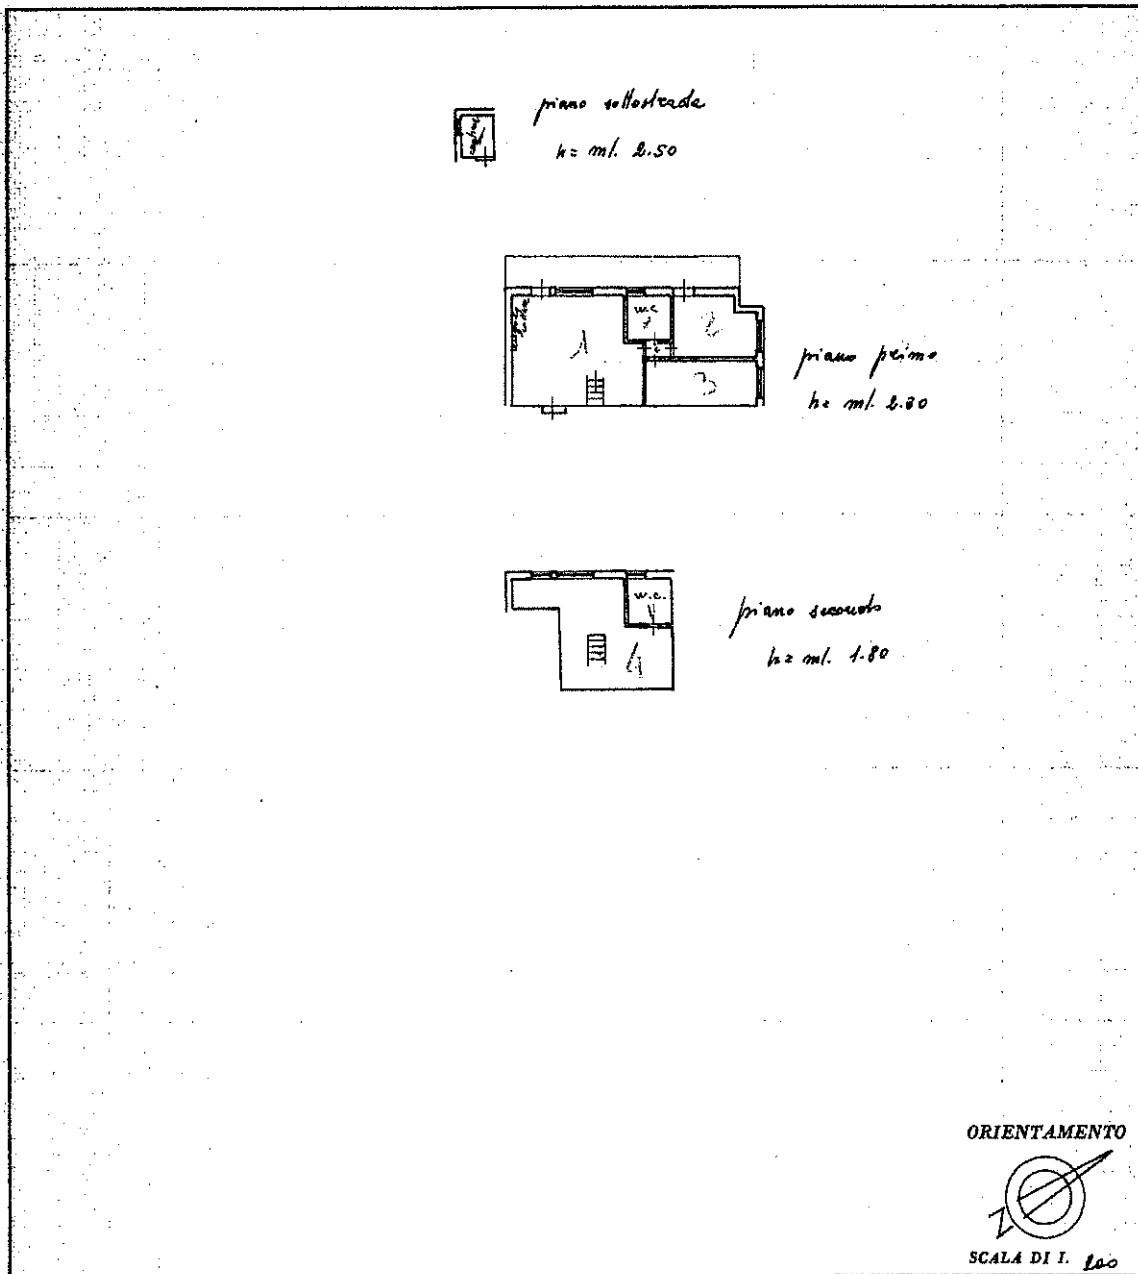 piano sottostrada
h= ml. 2.50
w.c.
1
2
3
piano primo
h= ml. 2.80
w.c.
4
piano secondo
h= ml. 1.80
ORIENTAMENTO
N
SCALA DI 1. 200